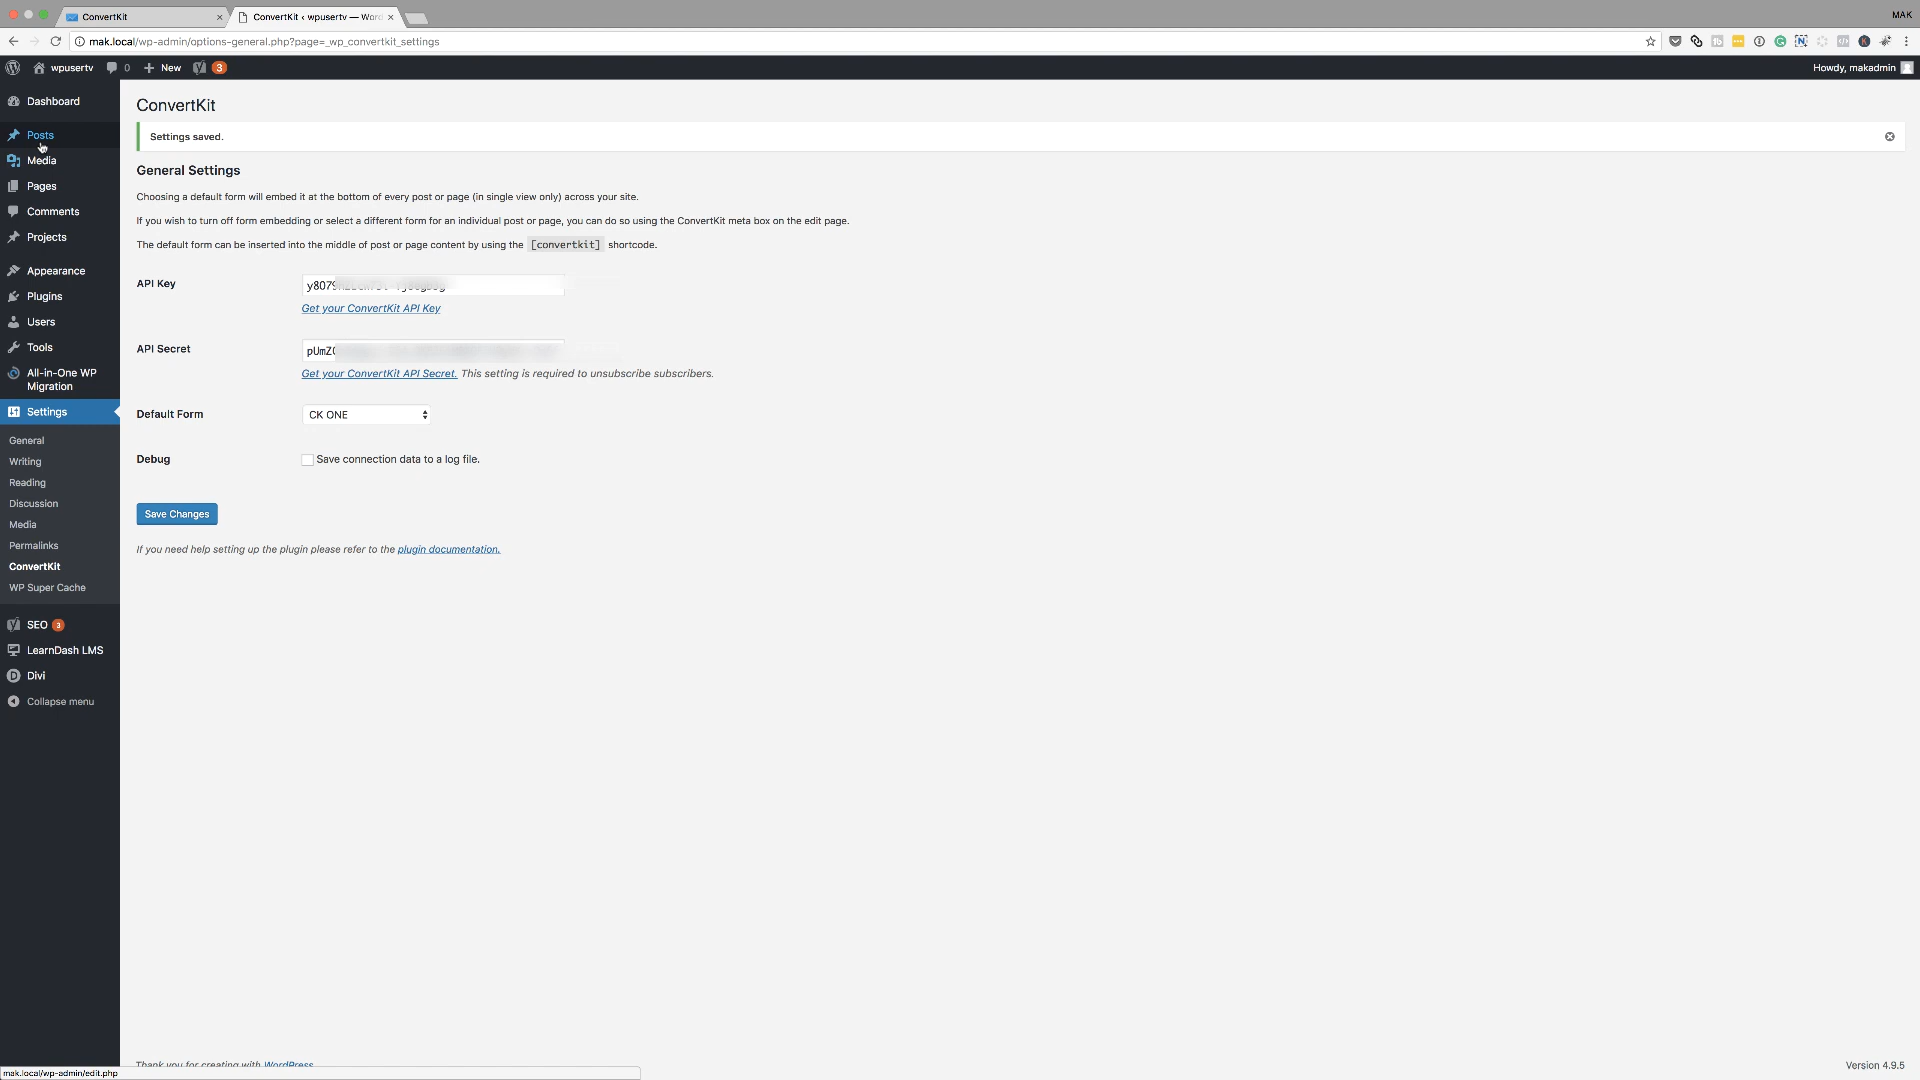 ConvertKit
ConvertKit ‹ wpusertv — Word
MAK
mak.local/wp-admin/options-general.php?page=_wp_convertkit_settings
wpusertv
0
New
3
Howdy, makadmin
Dashboard
Posts
Media
Pages
Comments
Projects
Appearance
Plugins
Users
Tools
All-in-One WP
Migration
Settings
General
Writing
Reading
Discussion
Media
Permalinks
ConvertKit
WP Super Cache
SEO 3
LearnDash LMS
Divi
Collapse menu
ConvertKit
Settings saved.
General Settings
Choosing a default form will embed it at the bottom of every post or page (in single view only) across your site.
If you wish to turn off form embedding or select a different form for an individual post or page, you can do so using the ConvertKit meta box on the edit page.
The default form can be inserted into the middle of post or page content by using the [convertkit] shortcode.
API Key
Get your ConvertKit API Key
API Secret
Get your ConvertKit API Secret. This setting is required to unsubscribe subscribers.
Default Form
CK ONE
Debug
Save connection data to a log file.
Save Changes
If you need help setting up the plugin please refer to the plugin documentation.
Thank you for creating with WordPress
Version 4.9.5
mak.local/wp-admin/edit.php